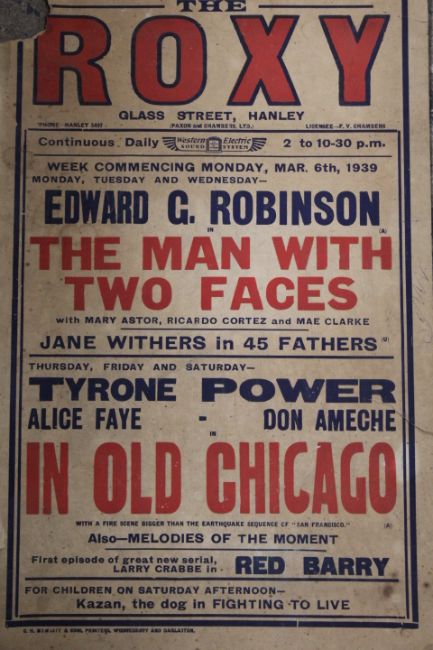 THE
ROXY
GLASS STREET, HANLEY
'PHONE - HANLEY 5407 (PAXON and CHAMBERS, LTD.) LICENSEE - F. V. CHAMBERS
Continuous Daily Western Electric SOUND SYSTEM 2 to 10-30 p.m.
WEEK COMMENCING MONDAY, MAR. 6th, 1939
MONDAY, TUESDAY AND WEDNESDAY—
EDWARD G. ROBINSON
IN (A)
THE MAN WITH
TWO FACES
with MARY ASTOR, RICARDO CORTEZ and MAE CLARKE
JANE WITHERS in 45 FATHERS (U)
THURSDAY, FRIDAY AND SATURDAY—
TYRONE POWER
ALICE FAYE - DON AMECHE
IN
IN OLD CHICAGO
WITH A FIRE SCENE BIGGER THAN THE EARTHQUAKE SEQUENCE OF "SAN FRANCISCO." (A)
Also—MELODIES OF THE MOMENT
First episode of great new serial,
LARRY CRABBE in - RED BARRY
FOR CHILDREN ON SATURDAY AFTERNOON—
Kazan, the dog in FIGHTING TO LIVE
PRINTERS, WEDNESBURY AND DARLASTON.